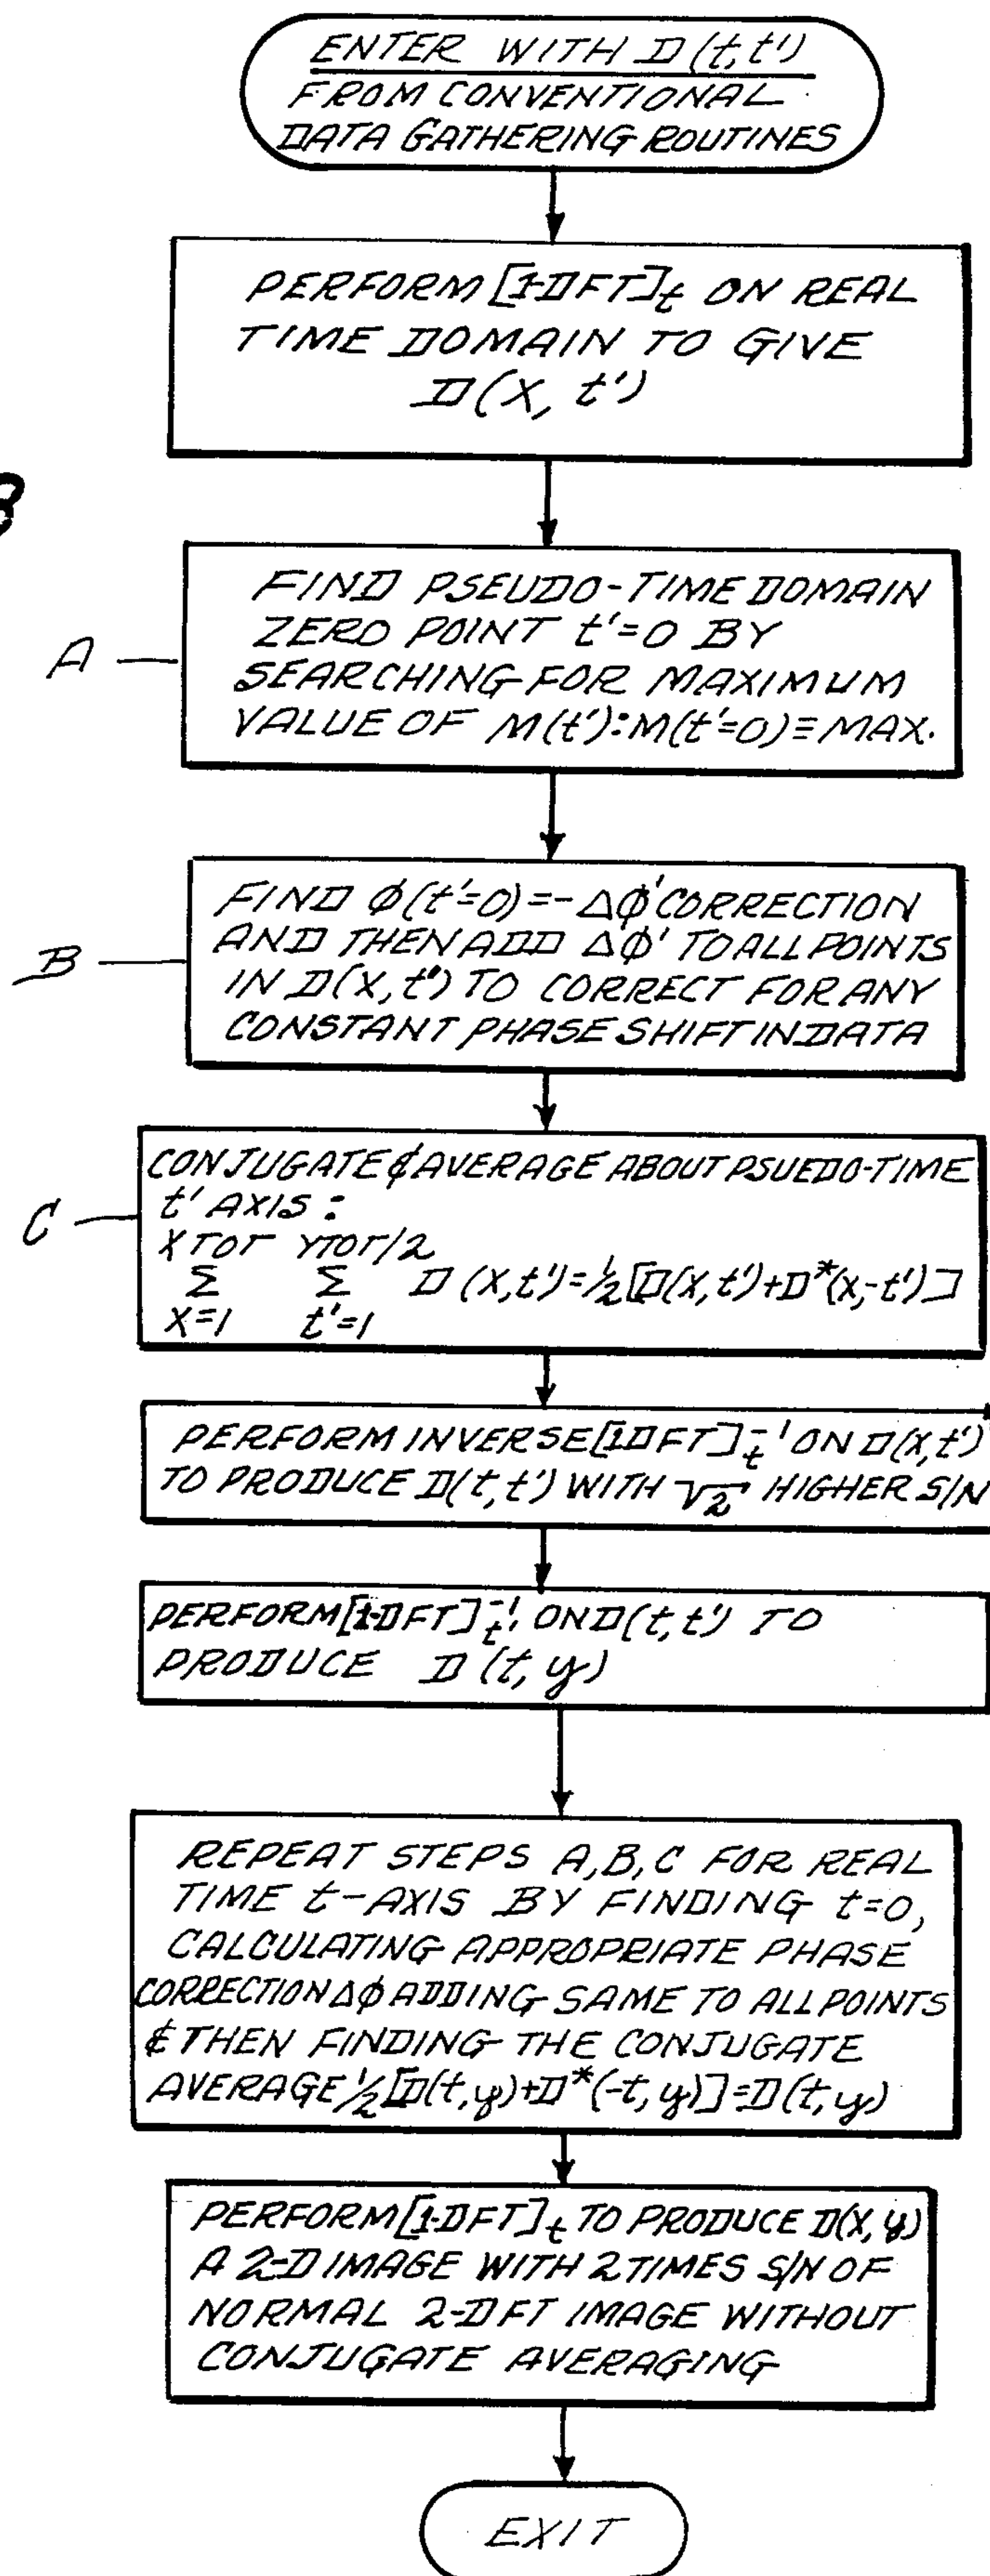 ENTER WITH D(t,t')
FROM CONVENTIONAL
DATA GATHERING ROUTINES
PERFORM [1-DFT]t ON REAL
TIME DOMAIN TO GIVE
D(X, t')
A
FIND PSEUDO-TIME DOMAIN
ZERO POINT t'=0 BY
SEARCHING FOR MAXIMUM
VALUE OF M(t'):M(t'=0)≡MAX.
B
FIND ϕ(t'=0)=-Δϕ' CORRECTION
AND THEN ADD Δϕ' TO ALL POINTS
IN D(X,t') TO CORRECT FOR ANY
CONSTANT PHASE SHIFT IN DATA
C
CONJUGATE & AVERAGE ABOUT PSUEDO-TIME
t' AXIS:
XTOT YTOT/2
Σ Σ D(X,t')=1/2[D(X,t')+D*(X,-t')]
X=1 t'=1
PERFORM INVERSE [1DFT]t⁻¹ ON D(X,t')
TO PRODUCE D(t,t') WITH √2 HIGHER S/N
PERFORM [1-DFT]t'⁻¹ ON D(t,t') TO
PRODUCE D(t,y)
REPEAT STEPS A,B,C FOR REAL
TIME t-AXIS BY FINDING t=0,
CALCULATING APPROPRIATE PHASE
CORRECTION Δϕ ADDING SAME TO ALL POINTS
& THEN FINDING THE CONJUGATE
AVERAGE 1/2[D(t,y)+D*(-t,y)]=D(t,y)
PERFORM [1-DFT]t TO PRODUCE D(X,y)
A 2-D IMAGE WITH 2 TIMES S/N OF
NORMAL 2-DFT IMAGE WITHOUT
CONJUGATE AVERAGING
EXIT